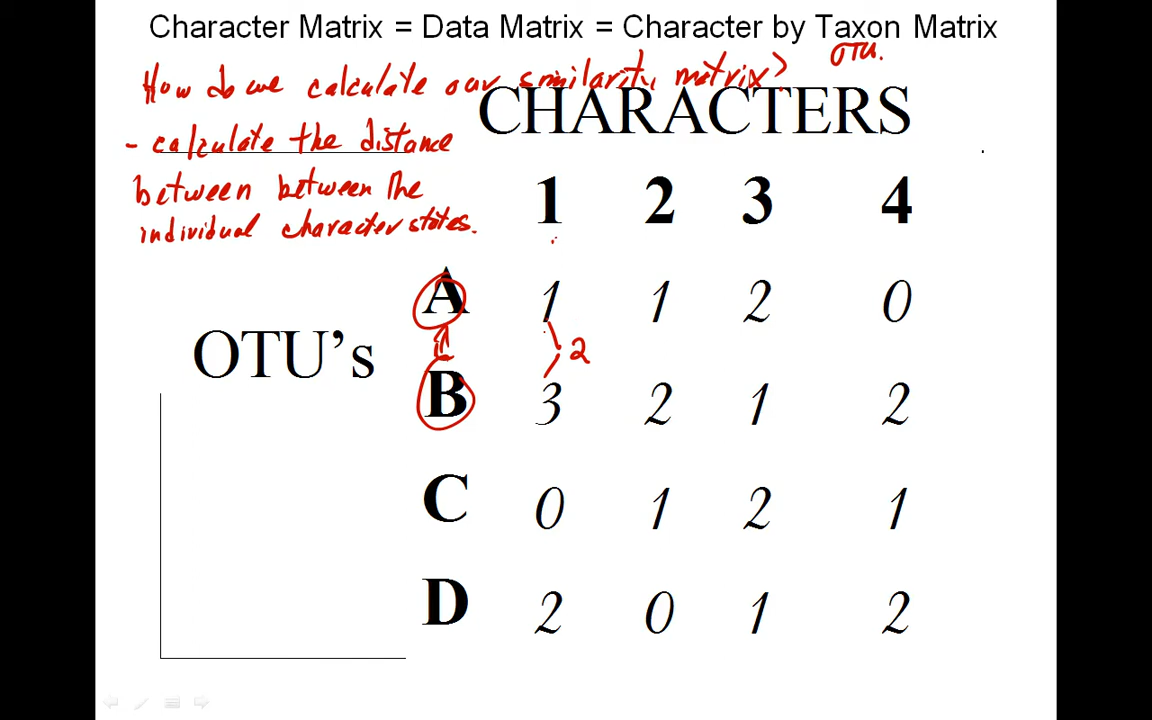 Character Matrix = Data Matrix = Character by Taxon Matrix
OTU.
How do we calculate our similarity matrix?
CHARACTERS
- calculate the distance
between between the
individual character states.
1 2 3 4
A 1 1 2 0
2
OTU's
B 3 2 1 2
C 0 1 2 1
D 2 0 1 2